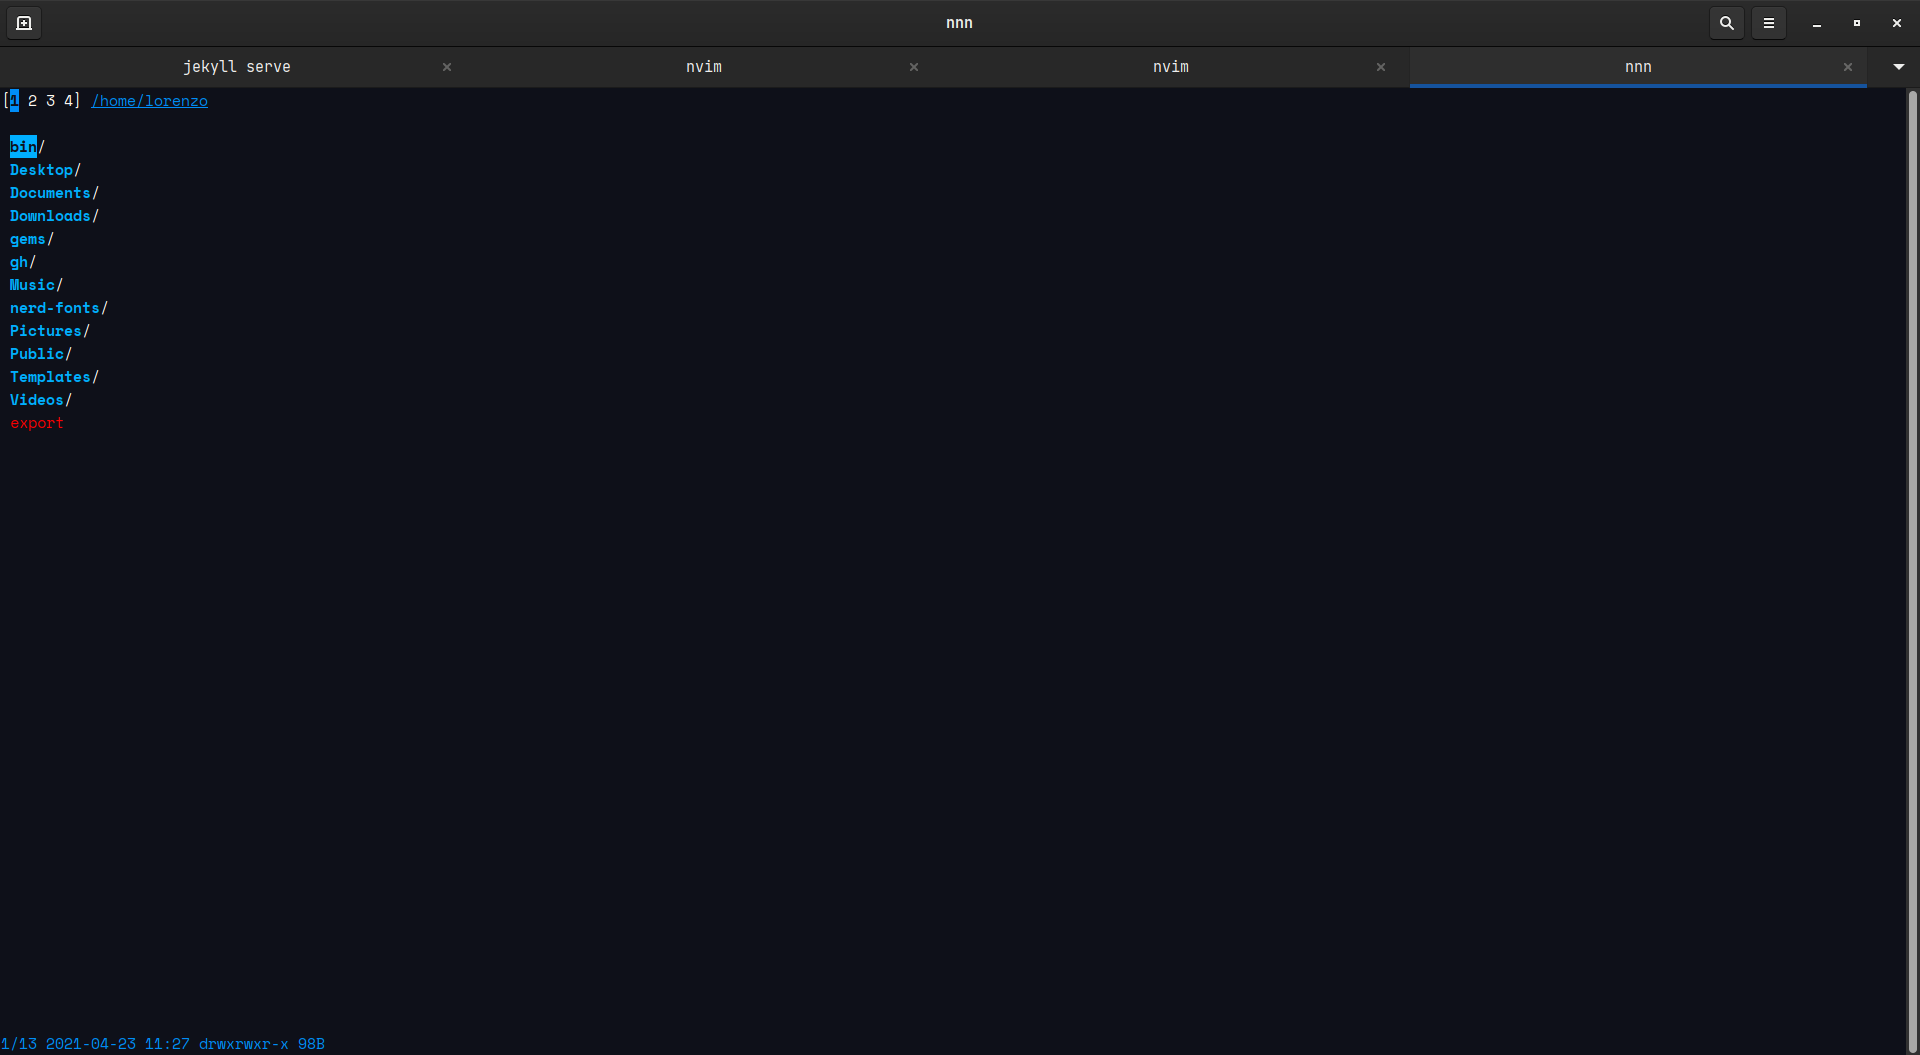 nnn
jekyll serve nvim nvim nnn
[1 2 3 4] /home/lorenzo
bin/
Desktop/
Documents/
Downloads/
gems/
gh/
Music/
nerd-fonts/
Pictures/
Public/
Templates/
Videos/
export
1/13 2021-04-23 11:27 drwxrwxr-x 98B